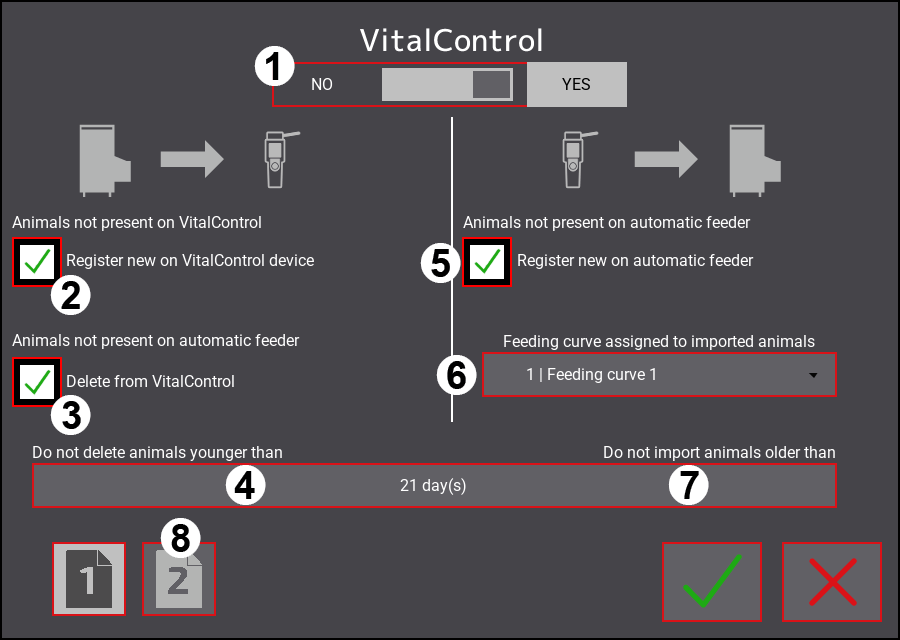 VitalControl
1
NO
YES
Animals not present on VitalControl
Register new on VitalControl device
2
Animals not present on automatic feeder
Delete from VitalControl
3
Animals not present on automatic feeder
5
Register new on automatic feeder
Feeding curve assigned to imported animals
6
1 | Feeding curve 1
Do not delete animals younger than
Do not import animals older than
4
21 day(s)
7
8
1
2